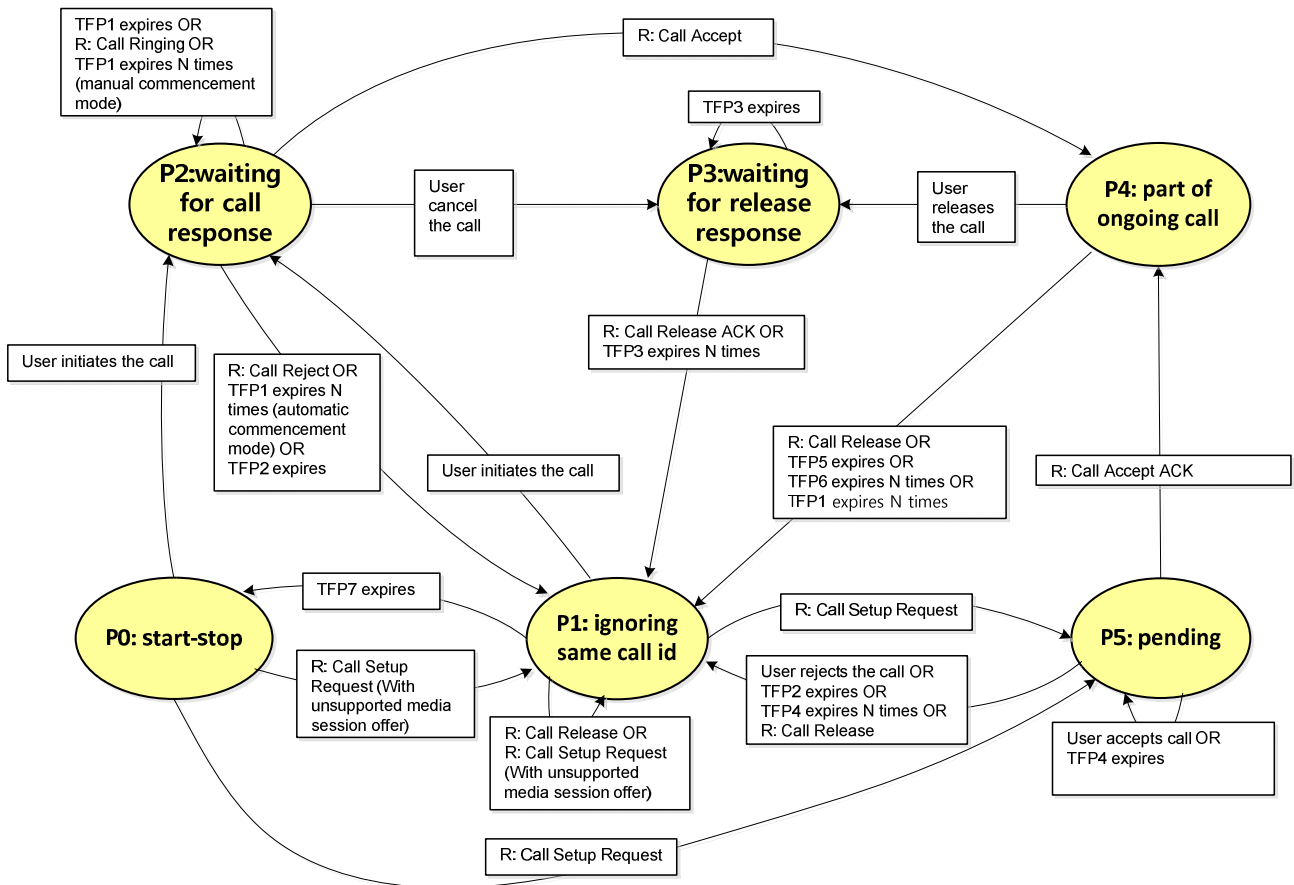 TFP1 expires OR
R: Call Ringing OR
TFP1 expires N times
(manual commencement
mode)
R: Call Accept
TFP3 expires
P2:waiting
for call
response
User
cancel
the call
P3:waiting
for release
response
User
releases
the call
P4: part of
ongoing call
User initiates the call
R: Call Reject OR
TFP1 expires N
times (automatic
commencement
mode) OR
TFP2 expires
R: Call Release ACK OR
TFP3 expires N times
User initiates the call
R: Call Release OR
TFP5 expires OR
TFP6 expires N times OR
TFP1 expires N times
R: Call Accept ACK
P0: start-stop
TFP7 expires
P1: ignoring
same call id
R: Call Setup Request
P5: pending
R: Call Setup
Request (With
unsupported media
session offer)
R: Call Release OR
R: Call Setup Request
(With unsupported
media session offer)
User rejects the call OR
TFP2 expires OR
TFP4 expires N times OR
R: Call Release
User accepts call OR
TFP4 expires
R: Call Setup Request